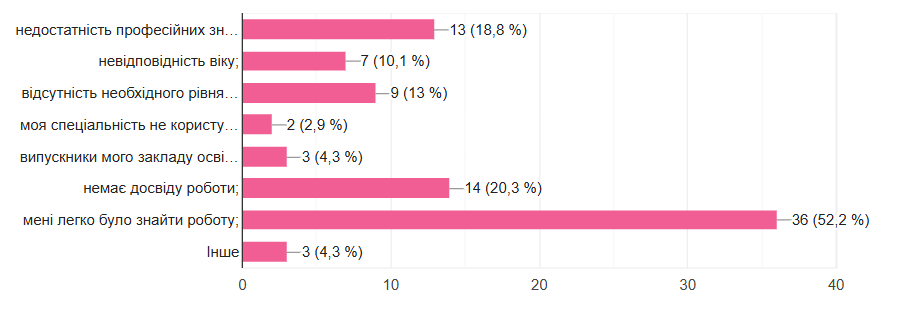 недостатність професійних зн… 13 (18,8 %)
невідповідність віку; 7 (10,1 %)
відсутність необхідного рівня… 9 (13 %)
моя спеціальність не користу… 2 (2,9 %)
випускники мого закладу осві… 3 (4,3 %)
немає досвіду роботи; 14 (20,3 %)
мені легко було знайти роботу; 36 (52,2 %)
Інше 3 (4,3 %)
0 10 20 30 40